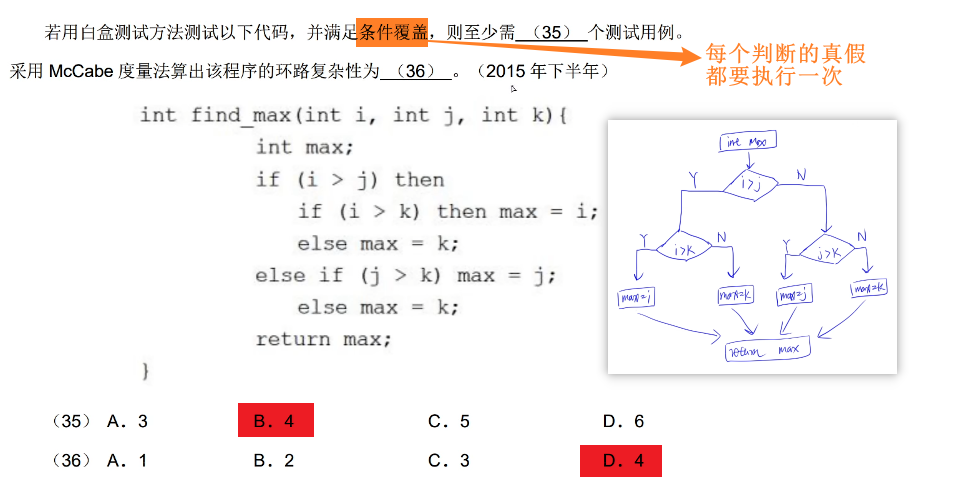 若用白盒测试方法测试以下代码，并满足条件覆盖，则至少需（35）个测试用例。
采用 McCabe 度量法算出该程序的环路复杂性为（36）。（2015 年下半年）
每个判断的真假
都要执行一次
int find_max(int i, int j, int k){
int max;
if (i > j) then
if (i > k) then max = i;
else max = k;
else if (j > k) max = j;
else max = k;
return max;
}
int max
Y i>j N
Y i>k N Y j>k N
max=i max=k max=j max=k
return max
（35） A．3 B．4 C．5 D．6
（36） A．1 B．2 C．3 D．4